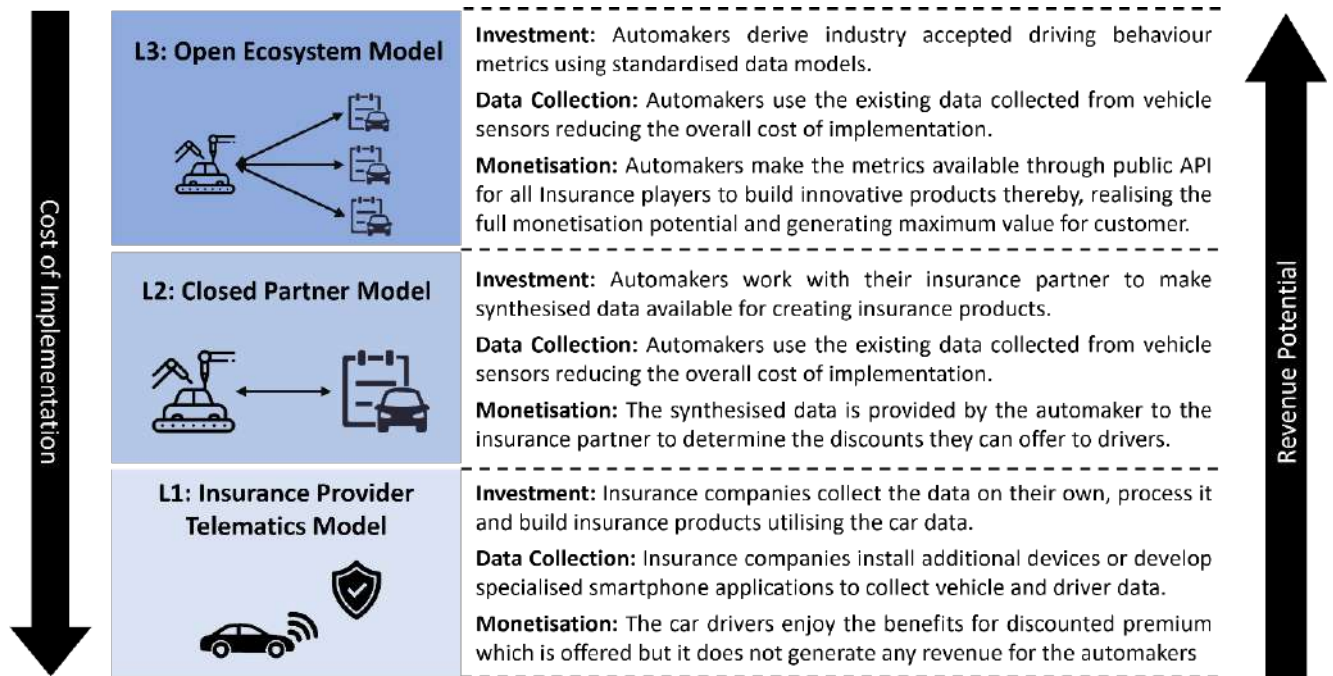 Cost of Implementation
L3: Open Ecosystem Model
Investment: Automakers derive industry accepted driving behaviour
metrics using standardised data models.
Data Collection: Automakers use the existing data collected from vehicle
sensors reducing the overall cost of implementation.
Monetisation: Automakers make the metrics available through public API
for all Insurance players to build innovative products thereby, realising the
full monetisation potential and generating maximum value for customer.
L2: Closed Partner Model
Investment: Automakers work with their insurance partner to make
synthesised data available for creating insurance products.
Data Collection: Automakers use the existing data collected from vehicle
sensors reducing the overall cost of implementation.
Monetisation: The synthesised data is provided by the automaker to the
insurance partner to determine the discounts they can offer to drivers.
L1: Insurance Provider
Telematics Model
Investment: Insurance companies collect the data on their own, process it
and build insurance products utilising the car data.
Data Collection: Insurance companies install additional devices or develop
specialised smartphone applications to collect vehicle and driver data.
Monetisation: The car drivers enjoy the benefits for discounted premium
which is offered but it does not generate any revenue for the automakers
Revenue Potential